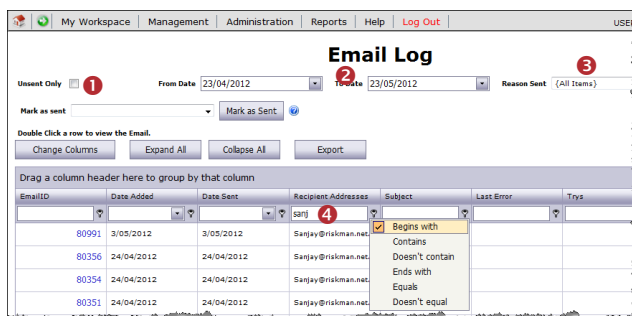 My Workspace | Management | Administration | Reports | Help | Log Out | USE
Email Log
Unsent Only 1 From Date 23/04/2012 2 To Date 23/05/2012 3 Reason Sent {All Items}
Mark as sent Mark as Sent
Double Click a row to view the Email.
Change Columns Expand All Collapse All Export
Drag a column header here to group by that column
EmailID Date Added Date Sent Recipient Addresses Subject Last Error Trys
sanj 4
80991 3/05/2012 3/05/2012 Sanjay@riskman.net.
80356 24/04/2012 24/04/2012 Sanjay@riskman.net.
80354 24/04/2012 24/04/2012 Sanjay@riskman.net.
80351 24/04/2012 24/04/2012 Sanjay@riskman.net.
Begins with
Contains
Doesn't contain
Ends with
Equals
Doesn't equal